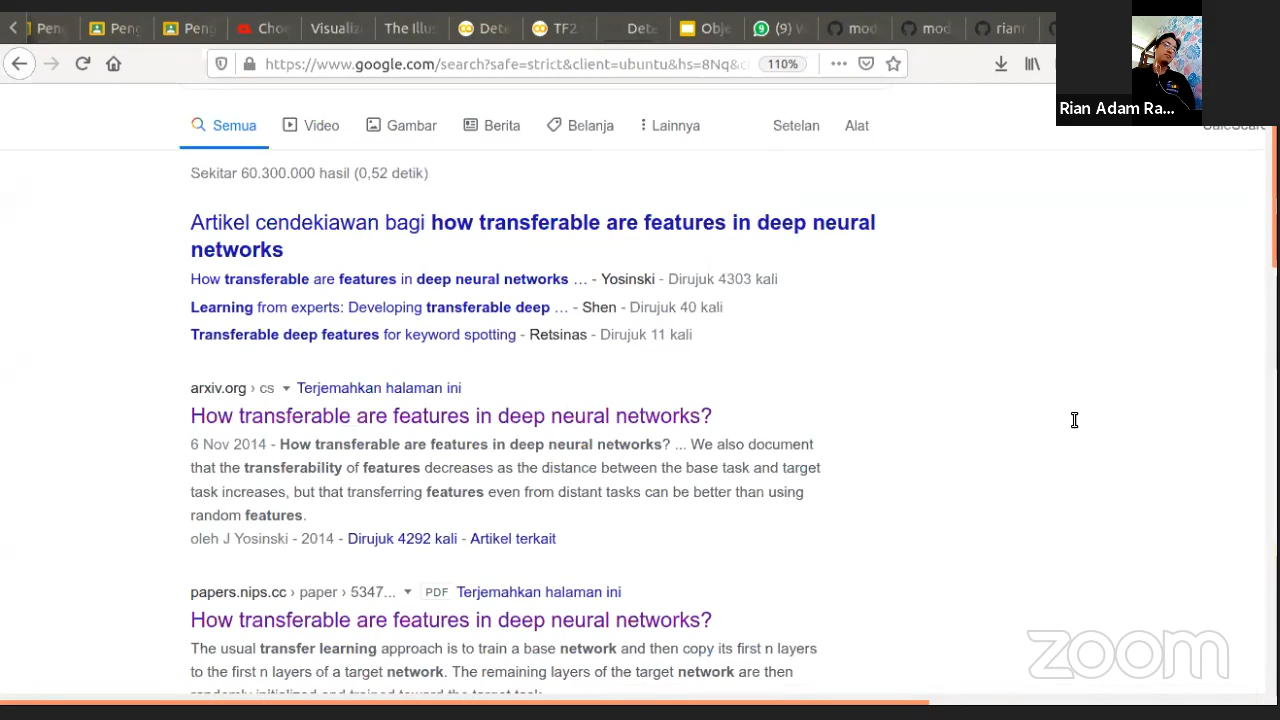 Peng
Peng
Peng
Choo
Visualiz
The Illus
Dete
TF2
Dete
Obje
(9) W
mod
mod
rian
https://www.google.com/search?safe=strict&client=ubuntu&hs=8Nq&c
110%
Rian Adam Ra...
Semua
Video
Gambar
Berita
Belanja
Lainnya
Setelan
Alat
Sekitar 60.300.000 hasil (0,52 detik)
Artikel cendekiawan bagi how transferable are features in deep neural
networks
How transferable are features in deep neural networks ... - Yosinski - Dirujuk 4303 kali
Learning from experts: Developing transferable deep ... - Shen - Dirujuk 40 kali
Transferable deep features for keyword spotting - Retsinas - Dirujuk 11 kali
arxiv.org › cs Terjemahkan halaman ini
How transferable are features in deep neural networks?
6 Nov 2014 - How transferable are features in deep neural networks? ... We also document
that the transferability of features decreases as the distance between the base task and target
task increases, but that transferring features even from distant tasks can be better than using
random features.
oleh J Yosinski - 2014 - Dirujuk 4292 kali - Artikel terkait
papers.nips.cc › paper › 5347... PDF Terjemahkan halaman ini
How transferable are features in deep neural networks?
The usual transfer learning approach is to train a base network and then copy its first n layers
to the first n layers of a target network. The remaining layers of the target network are then
randomly initialized and trained toward the target task
zoom